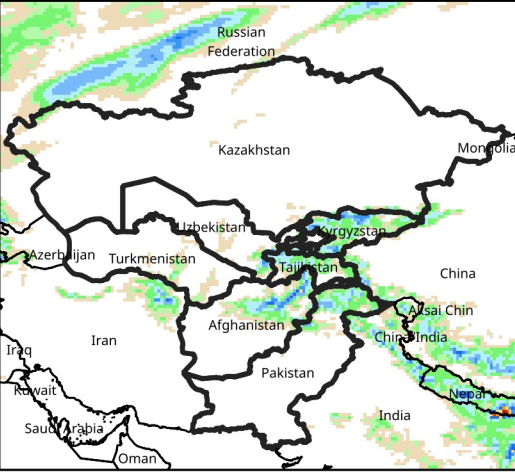 Russian
Federation
Kazakhstan
Mongolia
Uzbekistan
Kyrgyzstan
Azerbaijan
Turkmenistan
Tajikistan
China
Aksai Chin
Afghanistan
China/India
Iran
Iraq
Pakistan
Kuwait
Nepal
India
Saudi Arabia
Oman